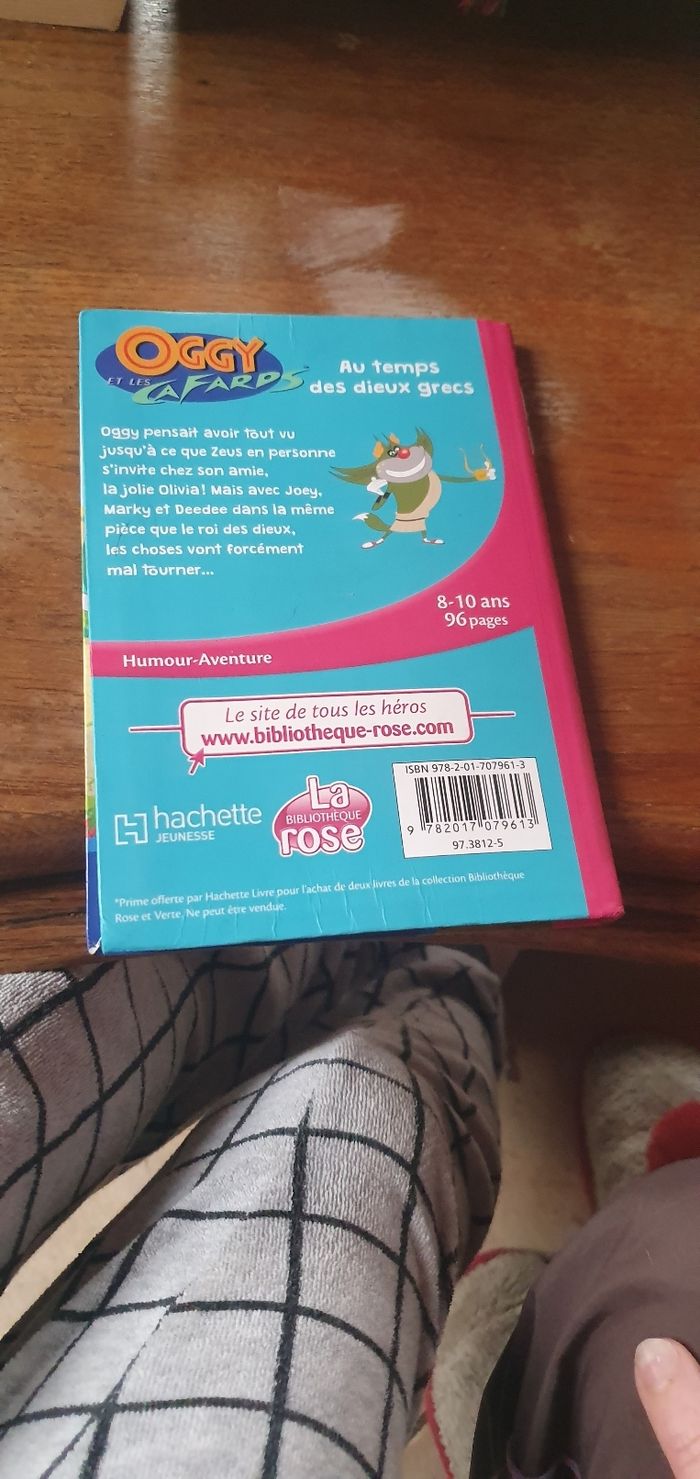 OGGY
ET LES
CAFARDS
Au temps
des dieux grecs
Oggy pensait avoir tout vu
jusqu'à ce que Zeus en personne
s'invite chez son amie,
la jolie Olivia! Mais avec Joey,
Marky et Deedee dans la même
pièce que le roi des dieux,
les choses vont forcément
mal tourner...
8-10 ans
96 pages
Humour-Aventure
Le site de tous les héros
www.bibliotheque-rose.com
hachette
JEUNESSE
La
BIBLIOTHÈQUE
rose
ISBN 978-2-01-707961-3
9 782017 079613
97.3812-5
*Prime offerte par Hachette Livre pour l'achat de deux livres de la collection Bibliothèque
Rose et Verte. Ne peut être vendue.